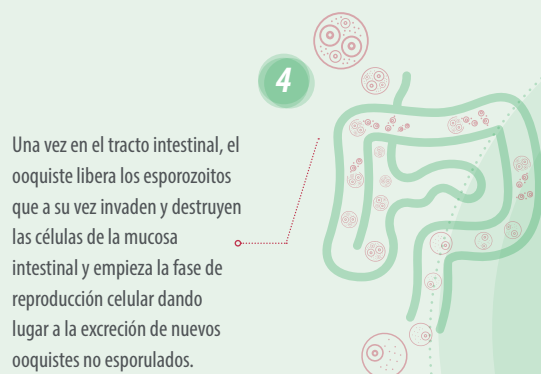 4
Una vez en el tracto intestinal, el
ooquiste libera los esporozoitos
que a su vez invaden y destruyen
las células de la mucosa
intestinal y empieza la fase de
reproducción celular dando
lugar a la excreción de nuevos
ooquistes no esporulados.